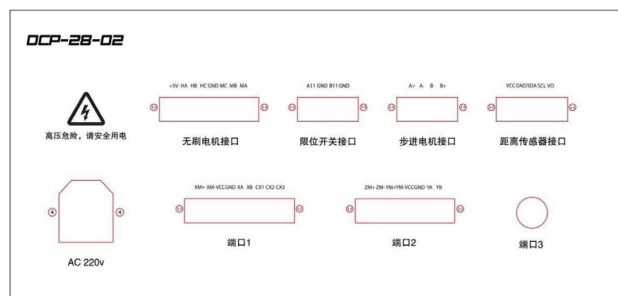 DCP-28-02
+5V HA HB HC GND MC MB MA
A11 GND B11 GND
A+ A- B- B+
VCC GND SDA SCL VO
高压危险，请安全用电
无刷电机接口
限位开关接口
步进电机接口
距离传感器接口
XM+ XM- VCC GND XA XB CX1 CX2 CX3
ZM+ ZM- YM+ YM- VCC GND YA YB
端口1
端口2
端口3
AC 220v